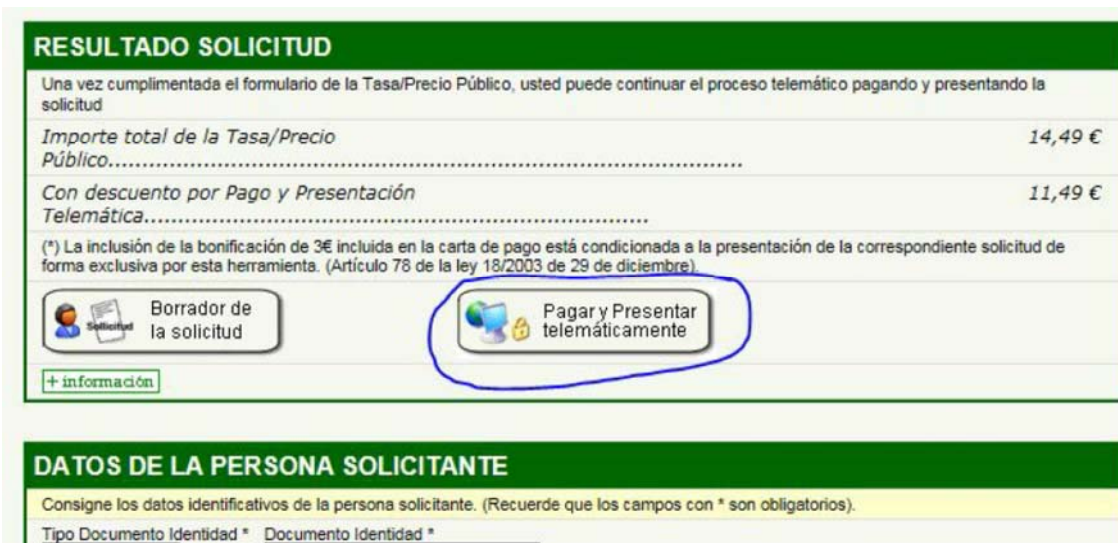 RESULTADO SOLICITUD
Una vez cumplimentada el formulario de la Tasa/Precio Público, usted puede continuar el proceso telemático pagando y presentando la
solicitud
Importe total de la Tasa/Precio 14,49 €
Público............................................................................................
Con descuento por Pago y Presentación 11,49 €
Telemática.........................................................................
(*) La inclusión de la bonificación de 3€ incluida en la carta de pago está condicionada a la presentación de la correspondiente solicitud de
forma exclusiva por esta herramienta. (Artículo 78 de la ley 18/2003 de 29 de diciembre).
Solicitud
Borrador de
la solicitud
Pagar y Presentar
telemáticamente
+ información
DATOS DE LA PERSONA SOLICITANTE
Consigne los datos identificativos de la persona solicitante. (Recuerde que los campos con * son obligatorios).
Tipo Documento Identidad * Documento Identidad *